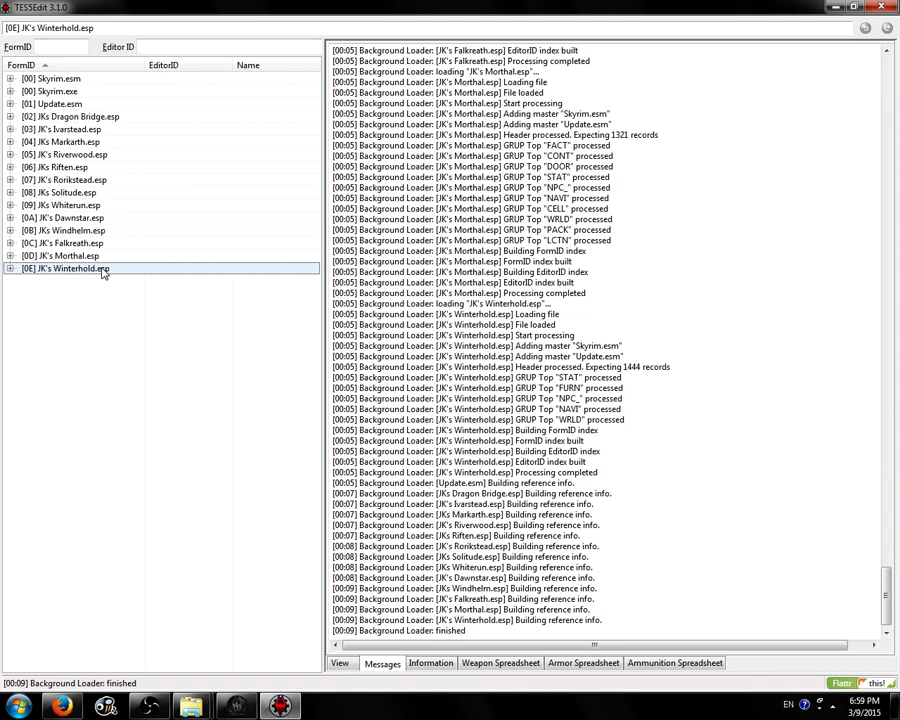 TES5Edit 3.1.0
[0E] JK's Winterhold.esp
FormID
Editor ID
FormID
EditorID
Name
[00] Skyrim.esm
[00] Skyrim.exe
[01] Update.esm
[02] JKs Dragon Bridge.esp
[03] JK's Ivarstead.esp
[04] JKs Markarth.esp
[05] JK's Riverwood.esp
[06] JKs Riften.esp
[07] JK's Rorikstead.esp
[08] JKs Solitude.esp
[09] JKs Whiterun.esp
[0A] JK's Dawnstar.esp
[0B] JKs Windhelm.esp
[0C] JK's Falkreath.esp
[0D] JK's Morthal.esp
[0E] JK's Winterhold.esp
[00:05] Background Loader: [JK's Falkreath.esp] EditorID index built
[00:05] Background Loader: [JK's Falkreath.esp] Processing completed
[00:05] Background Loader: loading "JK's Morthal.esp"...
[00:05] Background Loader: [JK's Morthal.esp] Loading file
[00:05] Background Loader: [JK's Morthal.esp] File loaded
[00:05] Background Loader: [JK's Morthal.esp] Start processing
[00:05] Background Loader: [JK's Morthal.esp] Adding master "Skyrim.esm"
[00:05] Background Loader: [JK's Morthal.esp] Adding master "Update.esm"
[00:05] Background Loader: [JK's Morthal.esp] Header processed. Expecting 1321 records
[00:05] Background Loader: [JK's Morthal.esp] GRUP Top "FACT" processed
[00:05] Background Loader: [JK's Morthal.esp] GRUP Top "CONT" processed
[00:05] Background Loader: [JK's Morthal.esp] GRUP Top "DOOR" processed
[00:05] Background Loader: [JK's Morthal.esp] GRUP Top "STAT" processed
[00:05] Background Loader: [JK's Morthal.esp] GRUP Top "NPC_" processed
[00:05] Background Loader: [JK's Morthal.esp] GRUP Top "NAVI" processed
[00:05] Background Loader: [JK's Morthal.esp] GRUP Top "CELL" processed
[00:05] Background Loader: [JK's Morthal.esp] GRUP Top "WRLD" processed
[00:05] Background Loader: [JK's Morthal.esp] GRUP Top "PACK" processed
[00:05] Background Loader: [JK's Morthal.esp] GRUP Top "LCTN" processed
[00:05] Background Loader: [JK's Morthal.esp] Building FormID index
[00:05] Background Loader: [JK's Morthal.esp] FormID index built
[00:05] Background Loader: [JK's Morthal.esp] Building EditorID index
[00:05] Background Loader: [JK's Morthal.esp] EditorID index built
[00:05] Background Loader: [JK's Morthal.esp] Processing completed
[00:05] Background Loader: loading "JK's Winterhold.esp"...
[00:05] Background Loader: [JK's Winterhold.esp] Loading file
[00:05] Background Loader: [JK's Winterhold.esp] File loaded
[00:05] Background Loader: [JK's Winterhold.esp] Start processing
[00:05] Background Loader: [JK's Winterhold.esp] Adding master "Skyrim.esm"
[00:05] Background Loader: [JK's Winterhold.esp] Adding master "Update.esm"
[00:05] Background Loader: [JK's Winterhold.esp] Header processed. Expecting 1444 records
[00:05] Background Loader: [JK's Winterhold.esp] GRUP Top "STAT" processed
[00:05] Background Loader: [JK's Winterhold.esp] GRUP Top "FURN" processed
[00:05] Background Loader: [JK's Winterhold.esp] GRUP Top "NPC_" processed
[00:05] Background Loader: [JK's Winterhold.esp] GRUP Top "NAVI" processed
[00:05] Background Loader: [JK's Winterhold.esp] GRUP Top "WRLD" processed
[00:05] Background Loader: [JK's Winterhold.esp] Building FormID index
[00:05] Background Loader: [JK's Winterhold.esp] FormID index built
[00:05] Background Loader: [JK's Winterhold.esp] Building EditorID index
[00:05] Background Loader: [JK's Winterhold.esp] EditorID index built
[00:05] Background Loader: [JK's Winterhold.esp] Processing completed
[00:05] Background Loader: [Update.esm] Building reference info.
[00:07] Background Loader: [JKs Dragon Bridge.esp] Building reference info.
[00:07] Background Loader: [JK's Ivarstead.esp] Building reference info.
[00:07] Background Loader: [JKs Markarth.esp] Building reference info.
[00:07] Background Loader: [JK's Riverwood.esp] Building reference info.
[00:07] Background Loader: [JKs Riften.esp] Building reference info.
[00:08] Background Loader: [JK's Rorikstead.esp] Building reference info.
[00:08] Background Loader: [JKs Solitude.esp] Building reference info.
[00:08] Background Loader: [JKs Whiterun.esp] Building reference info.
[00:08] Background Loader: [JK's Dawnstar.esp] Building reference info.
[00:09] Background Loader: [JKs Windhelm.esp] Building reference info.
[00:09] Background Loader: [JK's Falkreath.esp] Building reference info.
[00:09] Background Loader: [JK's Morthal.esp] Building reference info.
[00:09] Background Loader: [JK's Winterhold.esp] Building reference info.
[00:09] Background Loader: finished
View
Messages
Information
Weapon Spreadsheet
Armor Spreadsheet
Ammunition Spreadsheet
[00:09] Background Loader: finished
Flattr
this!
EN
6:59 PM
3/9/2015